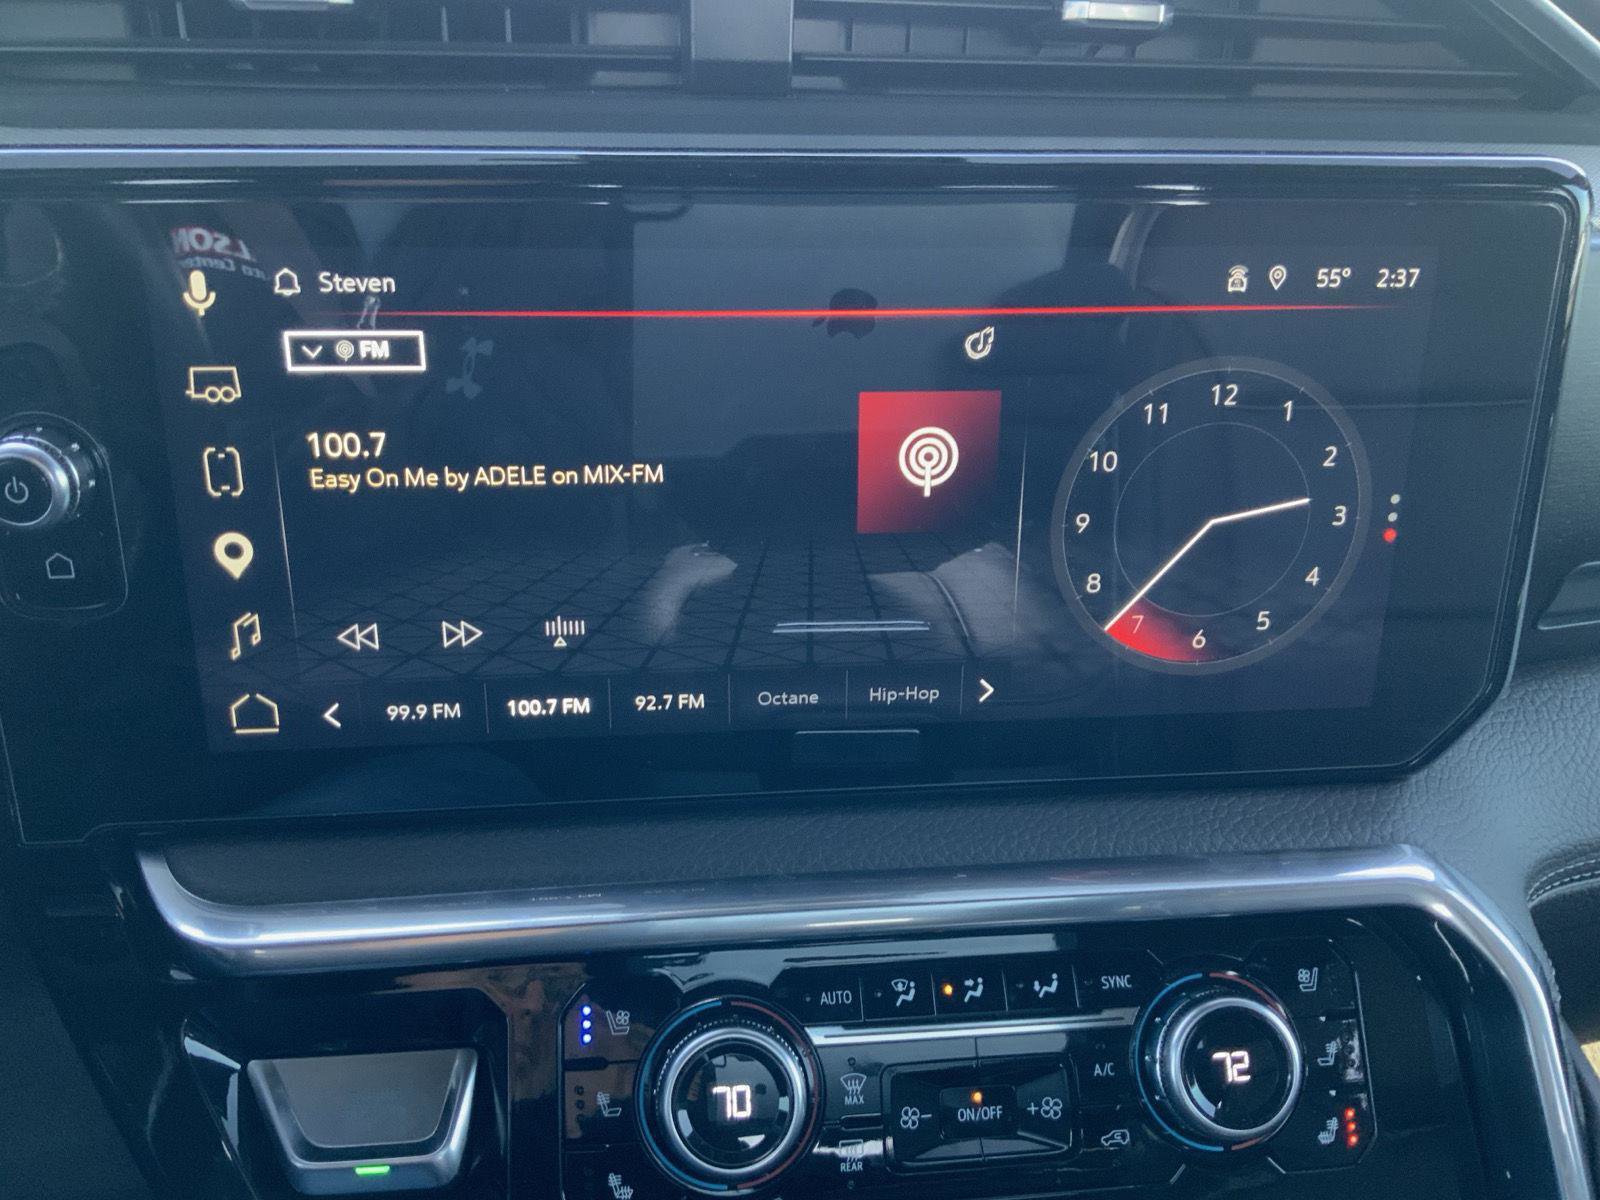 Steven
55° 2:37
FM
100.7
Easy On Me by ADELE on MIX-FM
12
11 1
10 2
9 3
8 4
7 5
6
99.9 FM 100.7 FM 92.7 FM Octane Hip-Hop
AUTO SYNC
70 MAX A/C 72
ON/OFF
REAR